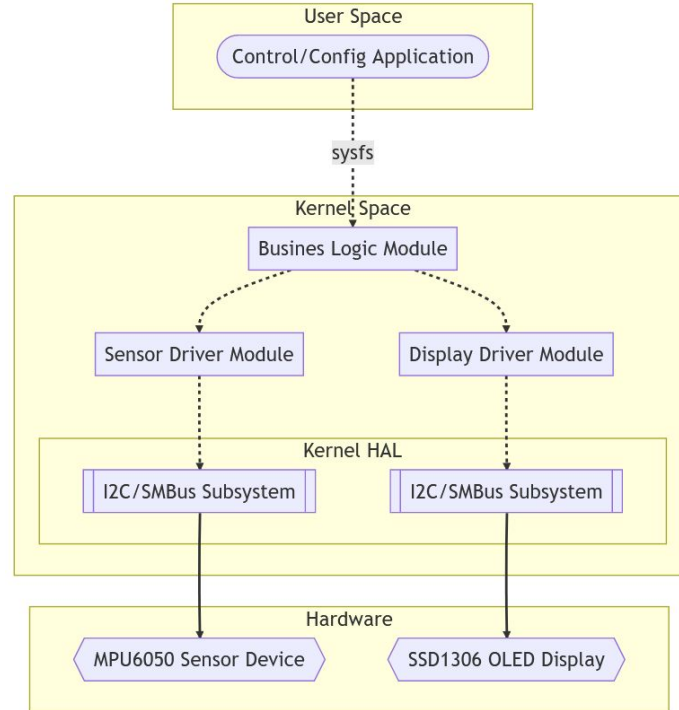 User Space
Control/Config Application
sysfs
Kernel Space
Busines Logic Module
Sensor Driver Module
Display Driver Module
Kernel HAL
I2C/SMBus Subsystem
I2C/SMBus Subsystem
Hardware
MPU6050 Sensor Device
SSD1306 OLED Display